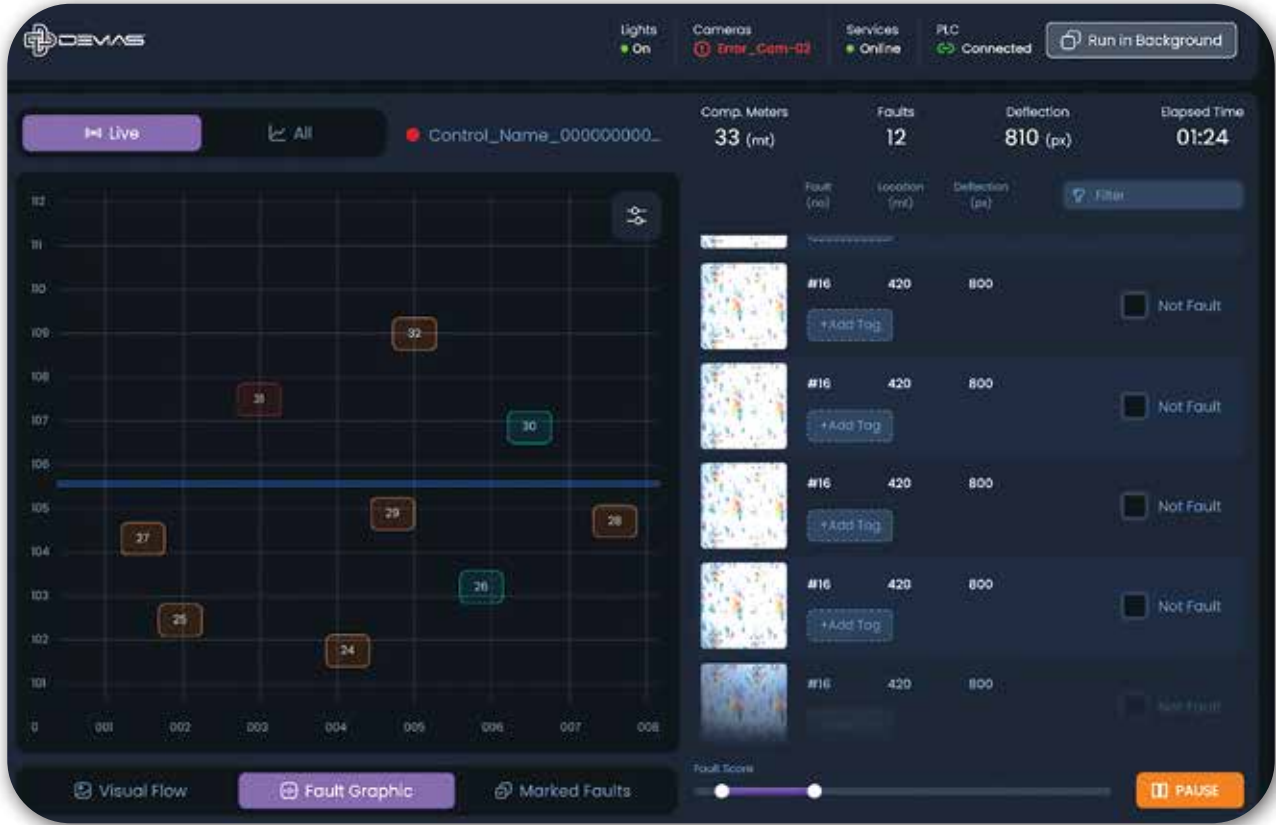 DEVIAS
Lights
On
Cameras
Error_Cam-02
Services
Online
PLC
Connected
Run in Background
Live
All
Control_Name_000000000...
Comp. Meters
33 (mt)
Faults
12
Deflection
810 (px)
Elapsed Time
01:24
Fault (no)
Location (mt)
Deflection (px)
Filter
112
111
110
109
108
107
106
105
104
103
102
101
0
001
002
003
004
005
006
007
008
32
31
30
29
28
27
26
25
24
#16 420 800
+Add Tag
Not Fault
#16 420 800
+Add Tag
Not Fault
#16 420 800
+Add Tag
Not Fault
#16 420 800
+Add Tag
Not Fault
#16 420 800
Not Fault
Visual Flow
Fault Graphic
Marked Faults
Fault Score
PAUSE